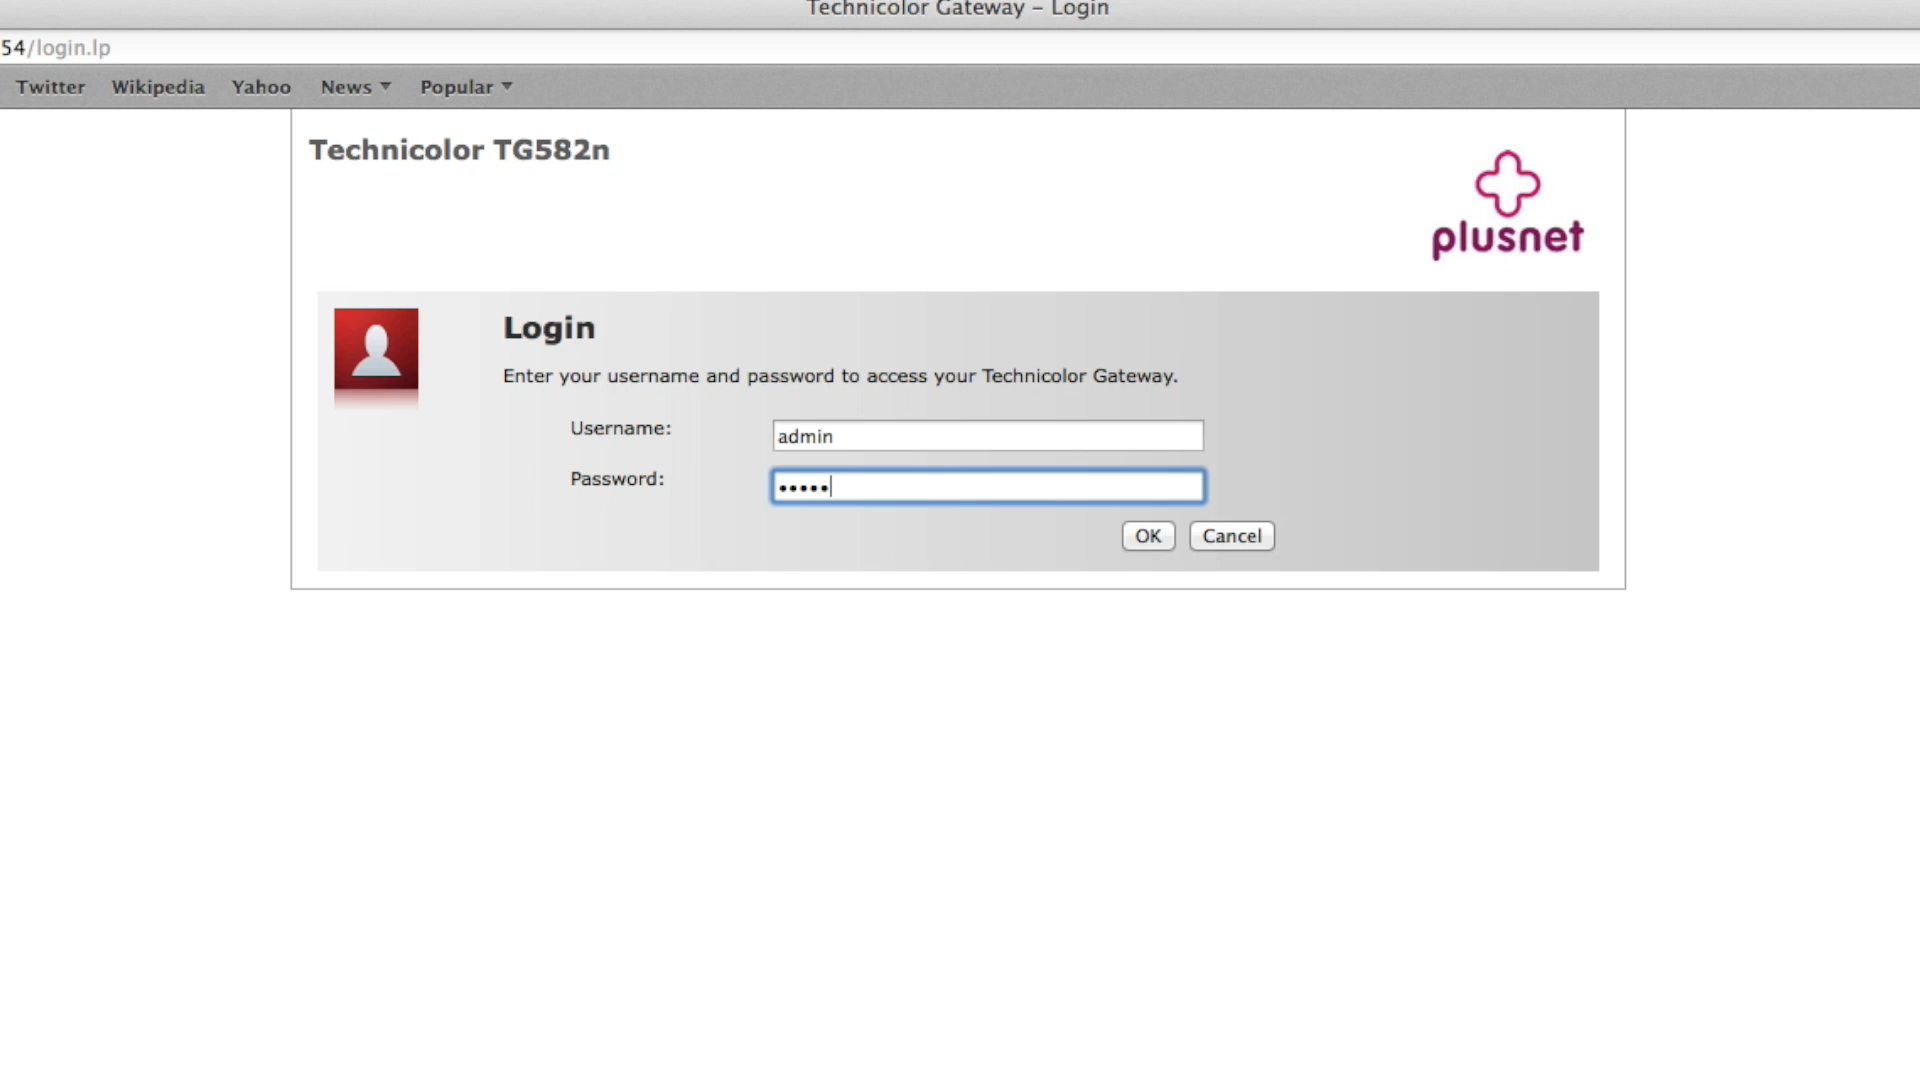 Technicolor Gateway – Login
54/login.lp
Twitter Wikipedia Yahoo News Popular
Technicolor TG582n
plusnet
Login
Enter your username and password to access your Technicolor Gateway.
Username: admin
Password: •••••
OK Cancel